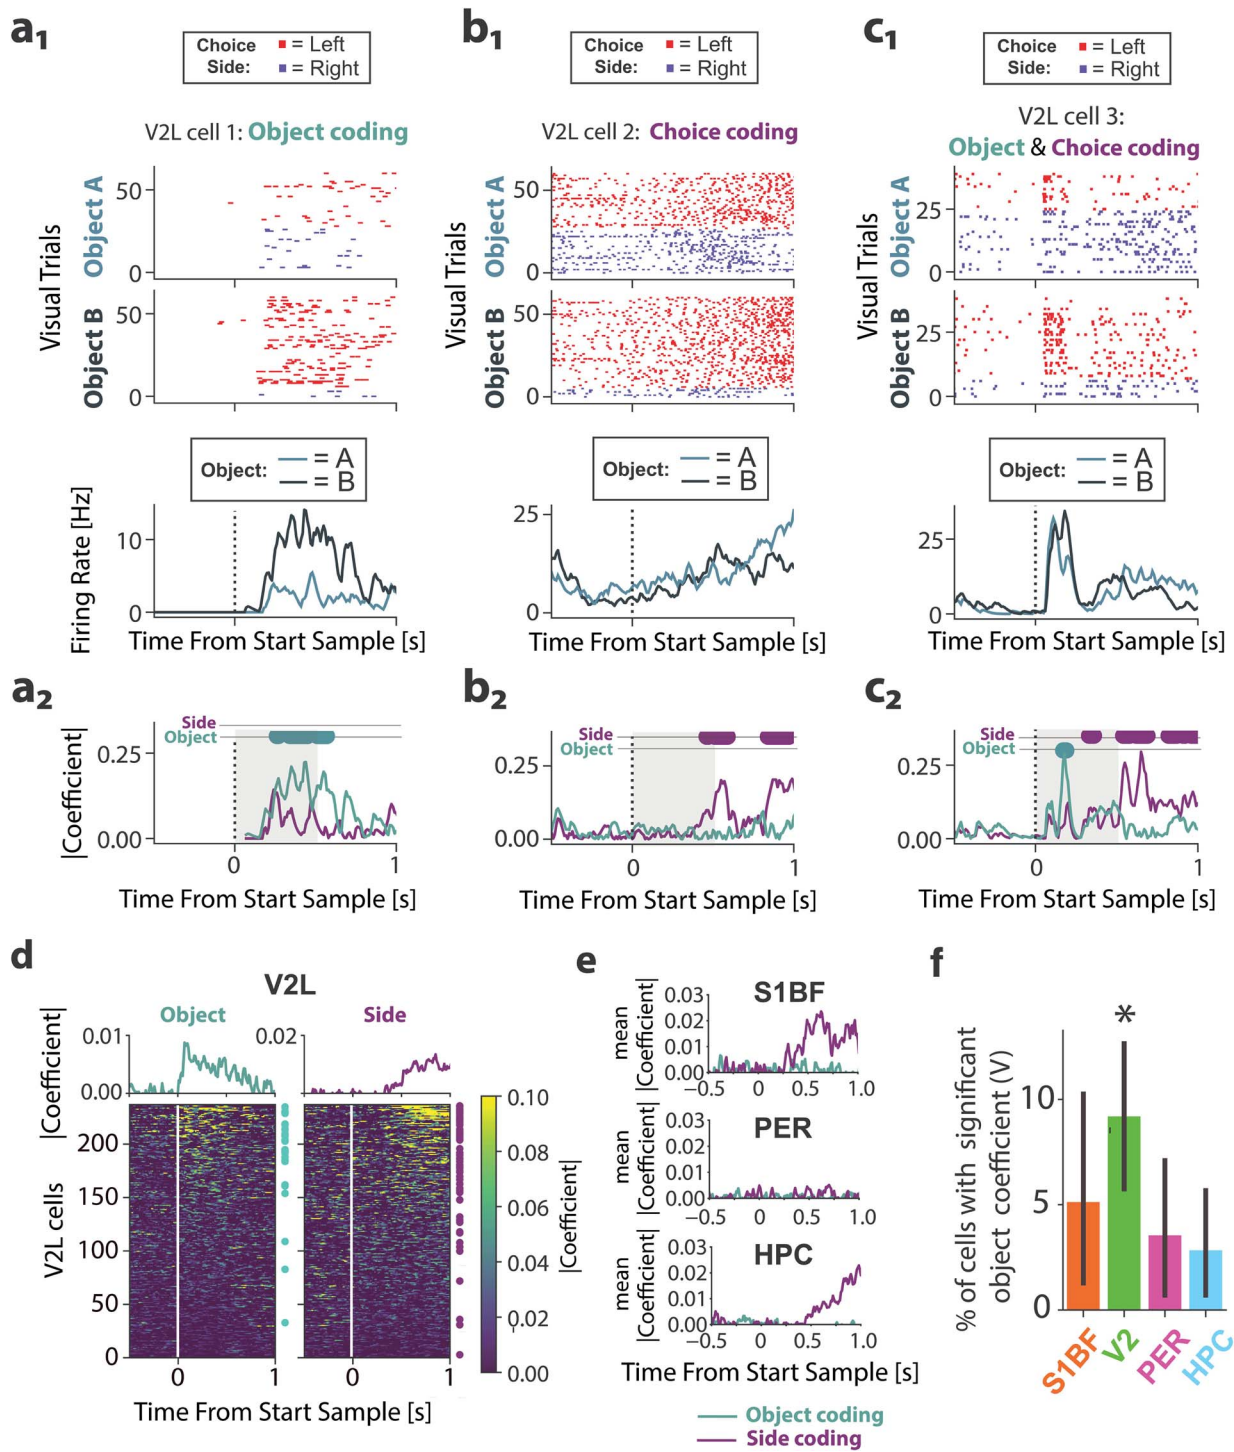 a₁
Choice Side: = Left = Right
V2L cell 1: Object coding
Visual Trials
Object A
50
0
Object B
50
0
Object: = A = B
Firing Rate [Hz]
10
0
Time From Start Sample [s]
b₁
Choice Side: = Left = Right
V2L cell 2: Choice coding
Visual Trials
Object A
50
0
Object B
50
0
Object: = A = B
25
0
Time From Start Sample [s]
c₁
Choice Side: = Left = Right
V2L cell 3:
Object & Choice coding
Visual Trials
Object A
25
0
Object B
25
0
Object: = A = B
25
0
Time From Start Sample [s]
a₂
Side
Object
|Coefficient|
0.25
0.00
0 1
Time From Start Sample [s]
b₂
Side
Object
0.25
0.00
0 1
Time From Start Sample [s]
c₂
Side
Object
0.25
0.00
0 1
Time From Start Sample [s]
d
V2L
Object Side
|Coefficient|
0.01
0.00
0.02
V2L cells
200
150
100
50
0
0 1 0 1
Time From Start Sample [s]
0.10
0.08
0.06
0.04
0.02
0.00
|Coefficient|
e
S1BF
mean |Coefficient|
0.03
0.02
0.01
0.00
−0.5 0 0.5 1.0
PER
mean |Coefficient|
0.03
0.02
0.01
0.00
−0.5 0 0.5 1.0
HPC
mean |Coefficient|
0.03
0.02
0.01
0.00
−0.5 0 0.5 1.0
Time From Start Sample [s]
Object coding
Side coding
f
% of cells with significant
object coefficient (V)
*
10
5
0
S1BF V2 PER HPC